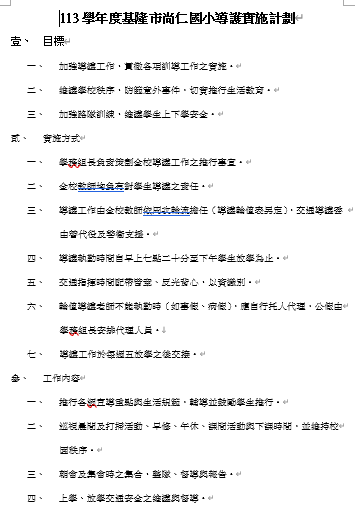 113學年度基隆市尚仁國小導護實施計劃
壹、 目標
一、 加強導護工作，貫徹各項訓導工作之實施。
二、 維護學校秩序，防範意外事件，切實推行生活教育。
三、 加強路隊訓練，維護學生上下學安全。
貳、 實施方式
一、 學務組長負責策劃全校導護工作之推行事宜。
二、 全校教師均負有對學生導護之責任。
三、 導護工作由全校教師依序次輪流擔任（導護輪值表另定），交通導護委
由替代役及警衛支援。
四、 導護執勤時間自早上七點二十分至下午學生放學為止。
五、 交通指揮時間配帶哨章、反光背心，以資識別。
六、 輪值導護老師不能執勤時（如事假、病假），應自行托人代理，公假由
學務組長安排代理人員。
七、 導護工作於每週五放學之後交接。
參、 工作內容
一、 推行各週宣導重點與生活規範，輔導並鼓勵學生推行。
二、 巡視晨間及打掃活動、早修、午休、課間活動與下課時間，並維持校
園秩序。
三、 朝會及集會時之集合，整隊、督導與報告。
四、 上學、放學交通安全之維護與督導。